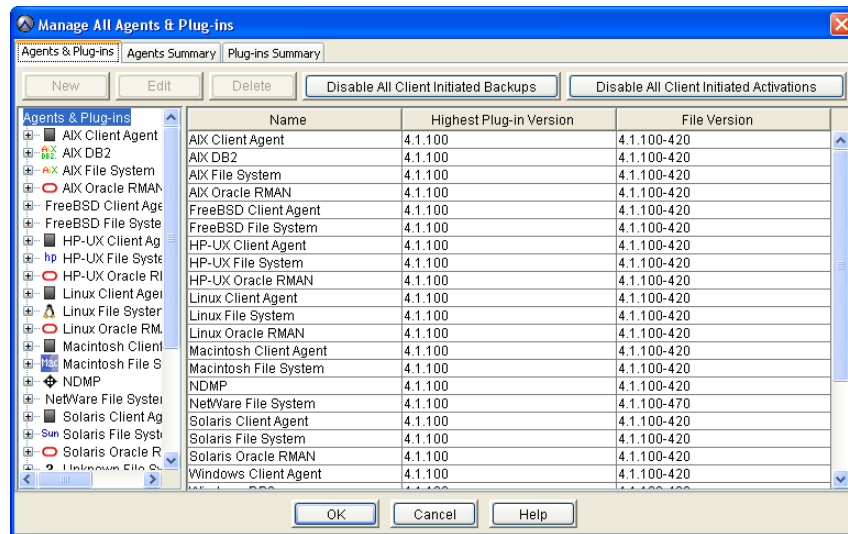 Manage All Agents & Plug-ins
Agents & Plug-ins Agents Summary Plug-ins Summary
New Edit Delete Disable All Client Initiated Backups Disable All Client Initiated Activations
Agents & Plug-ins
AIX Client Agent
AIX DB2
AIX File System
AIX Oracle RMAN
FreeBSD Client Age
FreeBSD File Syste
HP-UX Client Ag
hp HP-UX File Syste
HP-UX Oracle RI
Linux Client Ager
Linux File System
Linux Oracle RM
Macintosh Client
Mac Macintosh File S
NDMP
NetWare File System
Solaris Client Ag
Sun Solaris File Syst
Solaris Oracle R
Name Highest Plug-in Version File Version
AIX Client Agent 4.1.100 4.1.100-420
AIX DB2 4.1.100 4.1.100-420
AIX File System 4.1.100 4.1.100-420
AIX Oracle RMAN 4.1.100 4.1.100-420
FreeBSD Client Agent 4.1.100 4.1.100-420
FreeBSD File System 4.1.100 4.1.100-420
HP-UX Client Agent 4.1.100 4.1.100-420
HP-UX File System 4.1.100 4.1.100-420
HP-UX Oracle RMAN 4.1.100 4.1.100-420
Linux Client Agent 4.1.100 4.1.100-420
Linux File System 4.1.100 4.1.100-420
Linux Oracle RMAN 4.1.100 4.1.100-420
Macintosh Client Agent 4.1.100 4.1.100-420
Macintosh File System 4.1.100 4.1.100-420
NDMP 4.1.100 4.1.100-420
NetWare File System 4.1.100 4.1.100-470
Solaris Client Agent 4.1.100 4.1.100-420
Solaris File System 4.1.100 4.1.100-420
Solaris Oracle RMAN 4.1.100 4.1.100-420
Windows Client Agent 4.1.100 4.1.100-420
OK Cancel Help